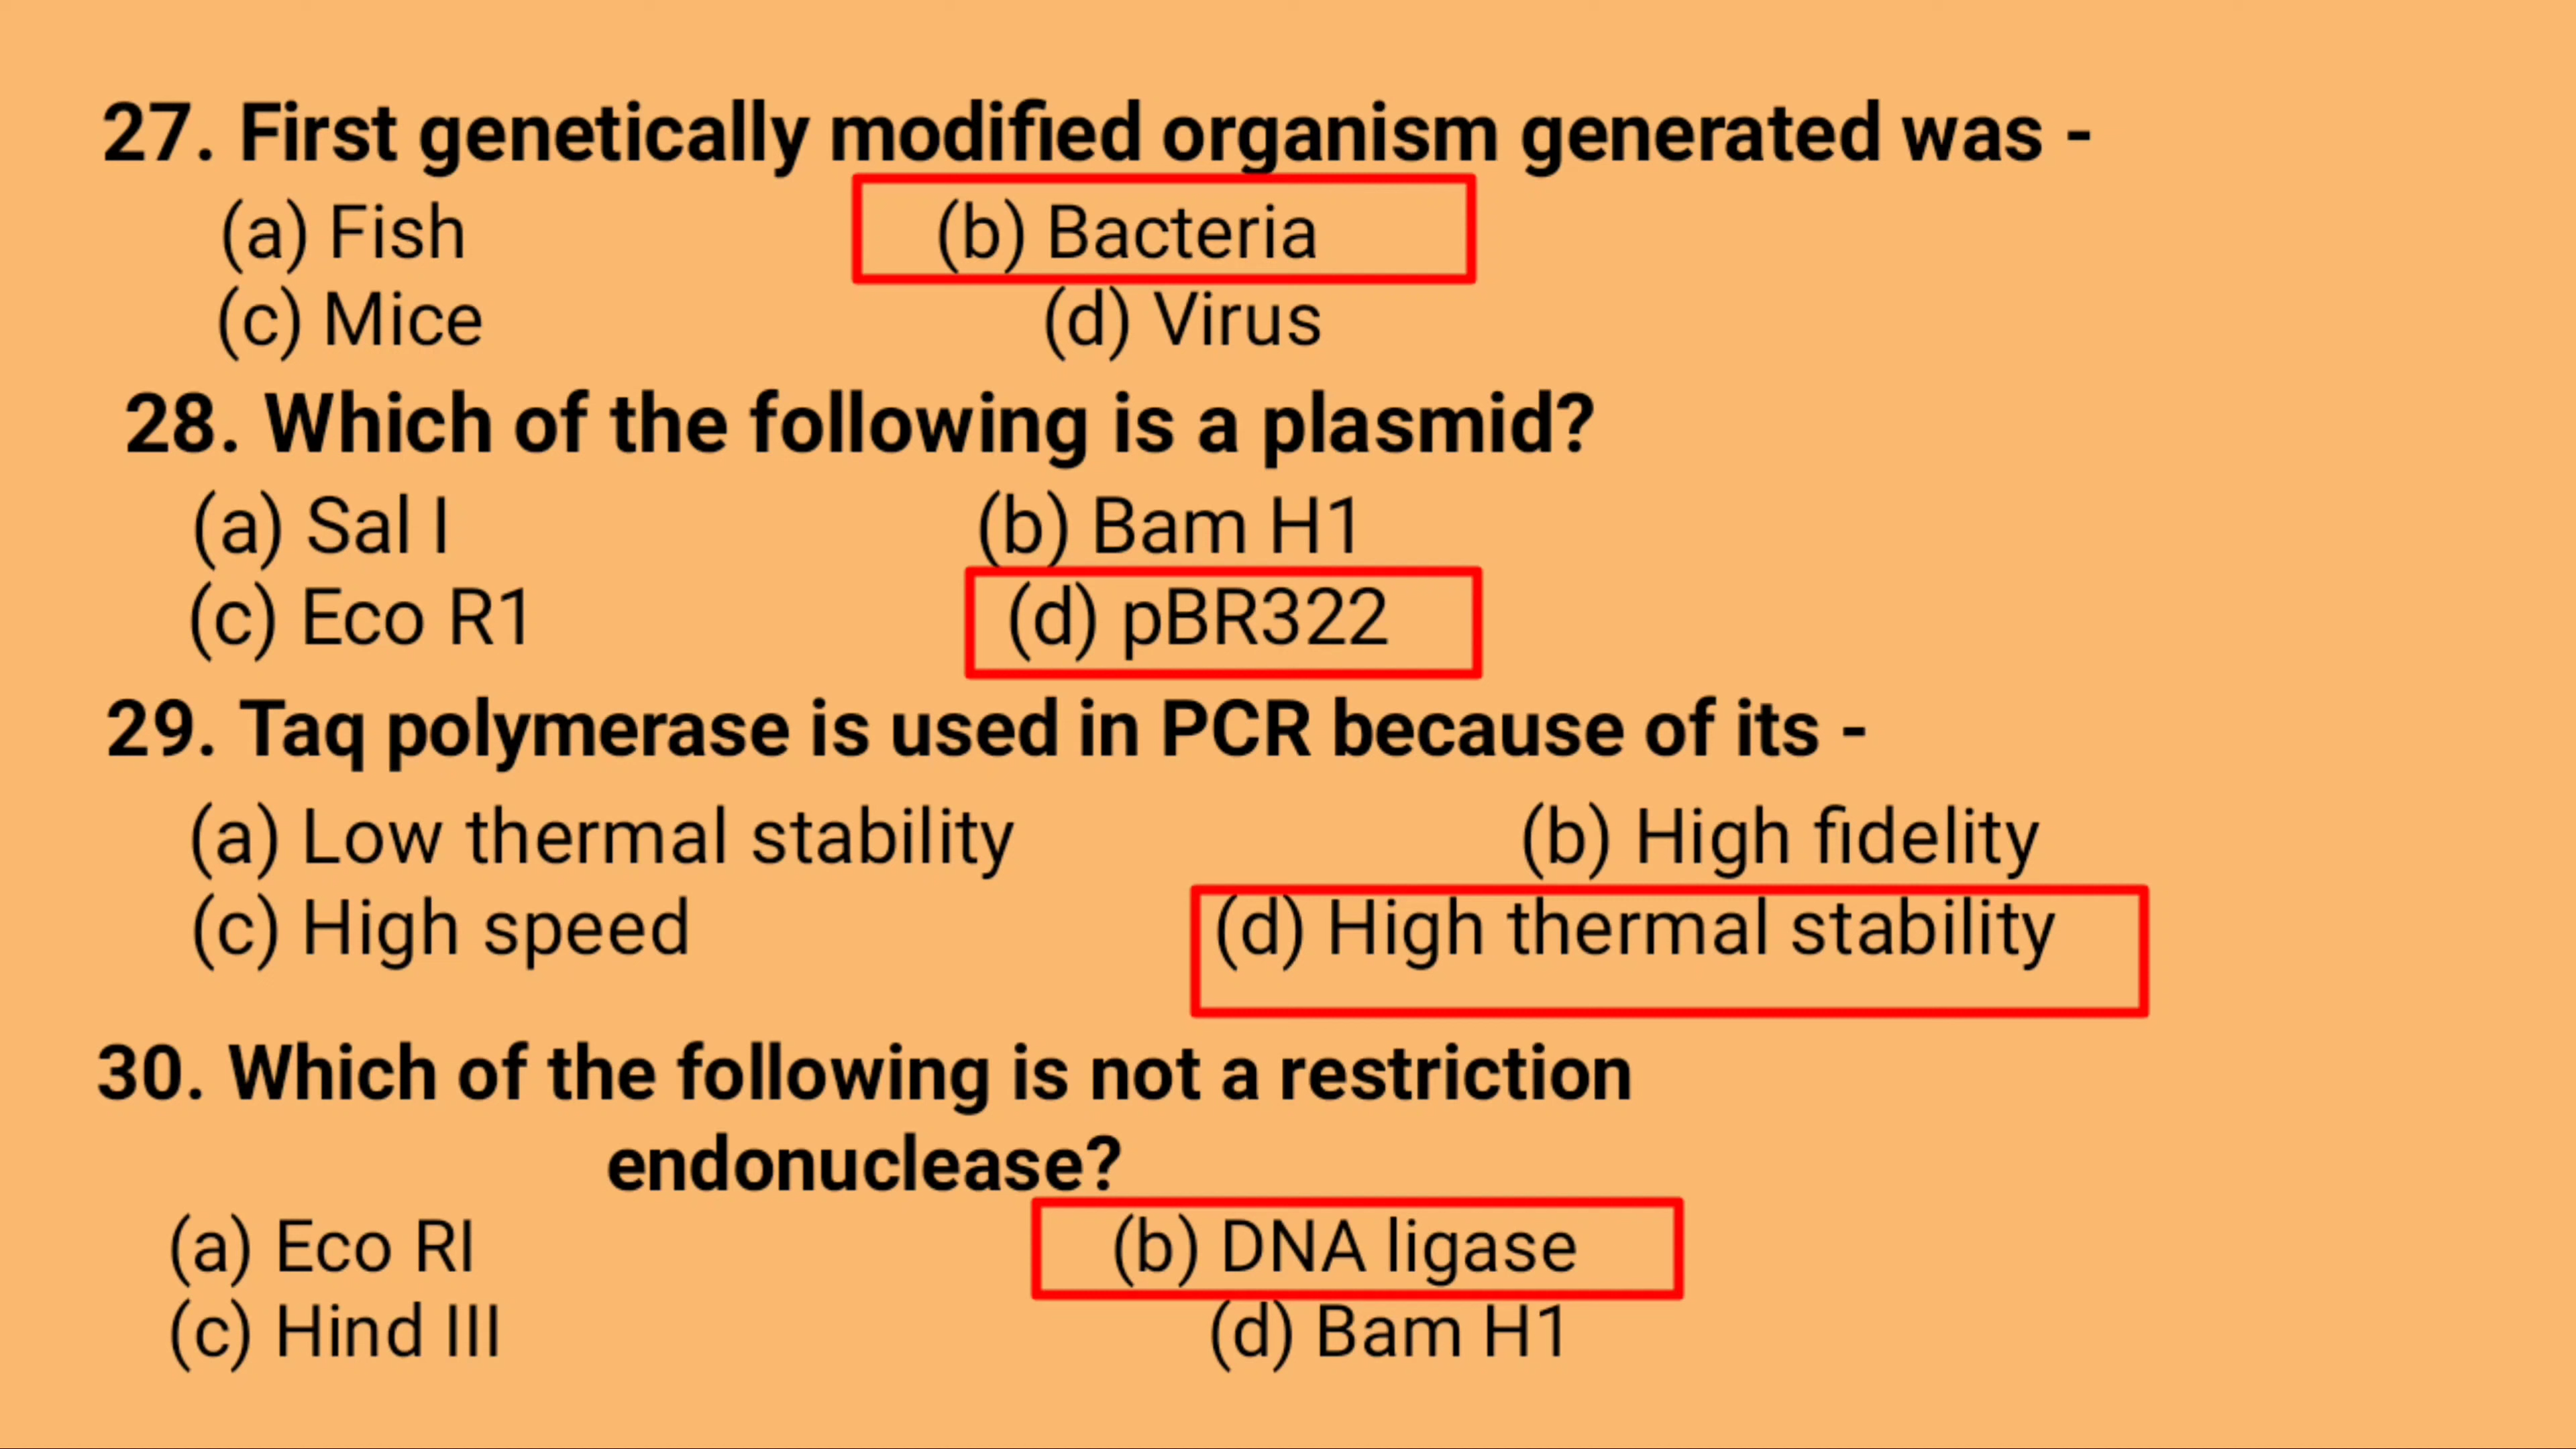 27. First genetically modified organism generated was -
(a) Fish (b) Bacteria
(c) Mice (d) Virus
28. Which of the following is a plasmid?
(a) Sal I (b) Bam H1
(c) Eco R1 (d) pBR322
29. Taq polymerase is used in PCR because of its -
(a) Low thermal stability (b) High fidelity
(c) High speed (d) High thermal stability
30. Which of the following is not a restriction
endonuclease?
(a) Eco RI (b) DNA ligase
(c) Hind III (d) Bam H1